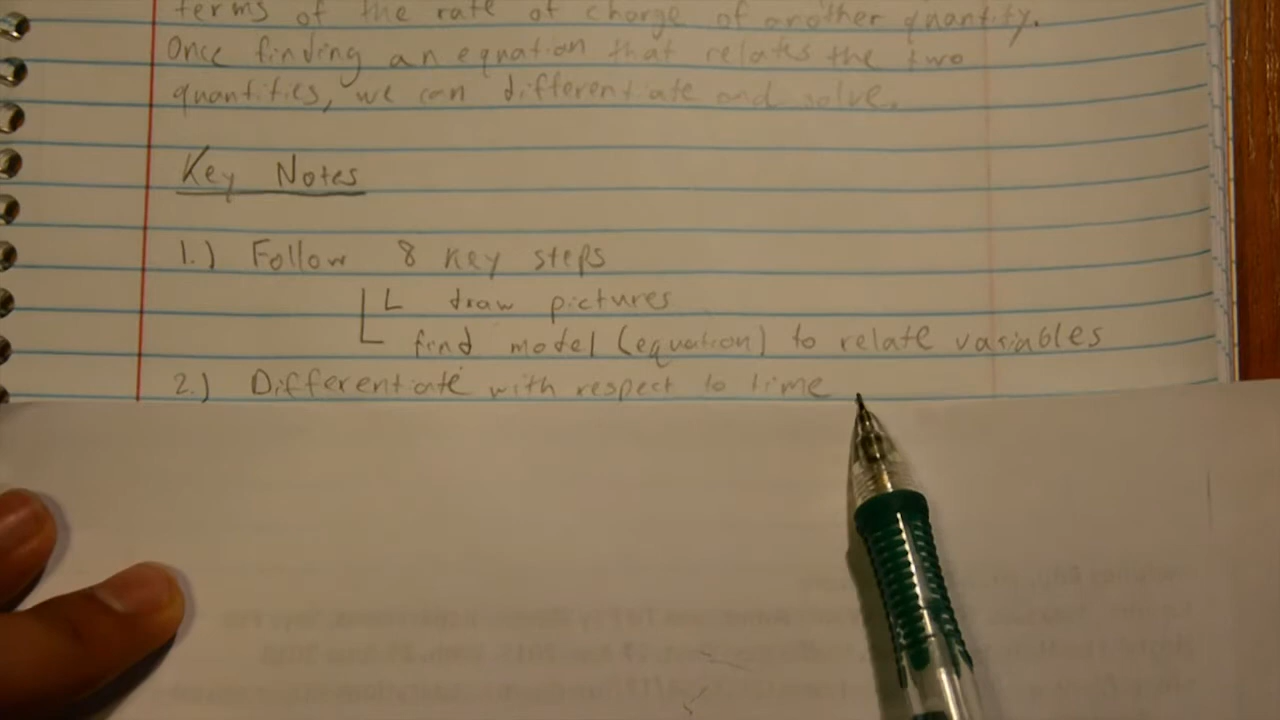 terms of the rate of change of another quantity.
Once finding an equation that relates the two
quantities, we can differentiate and solve.
Key Notes
1.) Follow 8 key steps
draw pictures
find model (equation) to relate variables
2.) Differentiate with respect to time